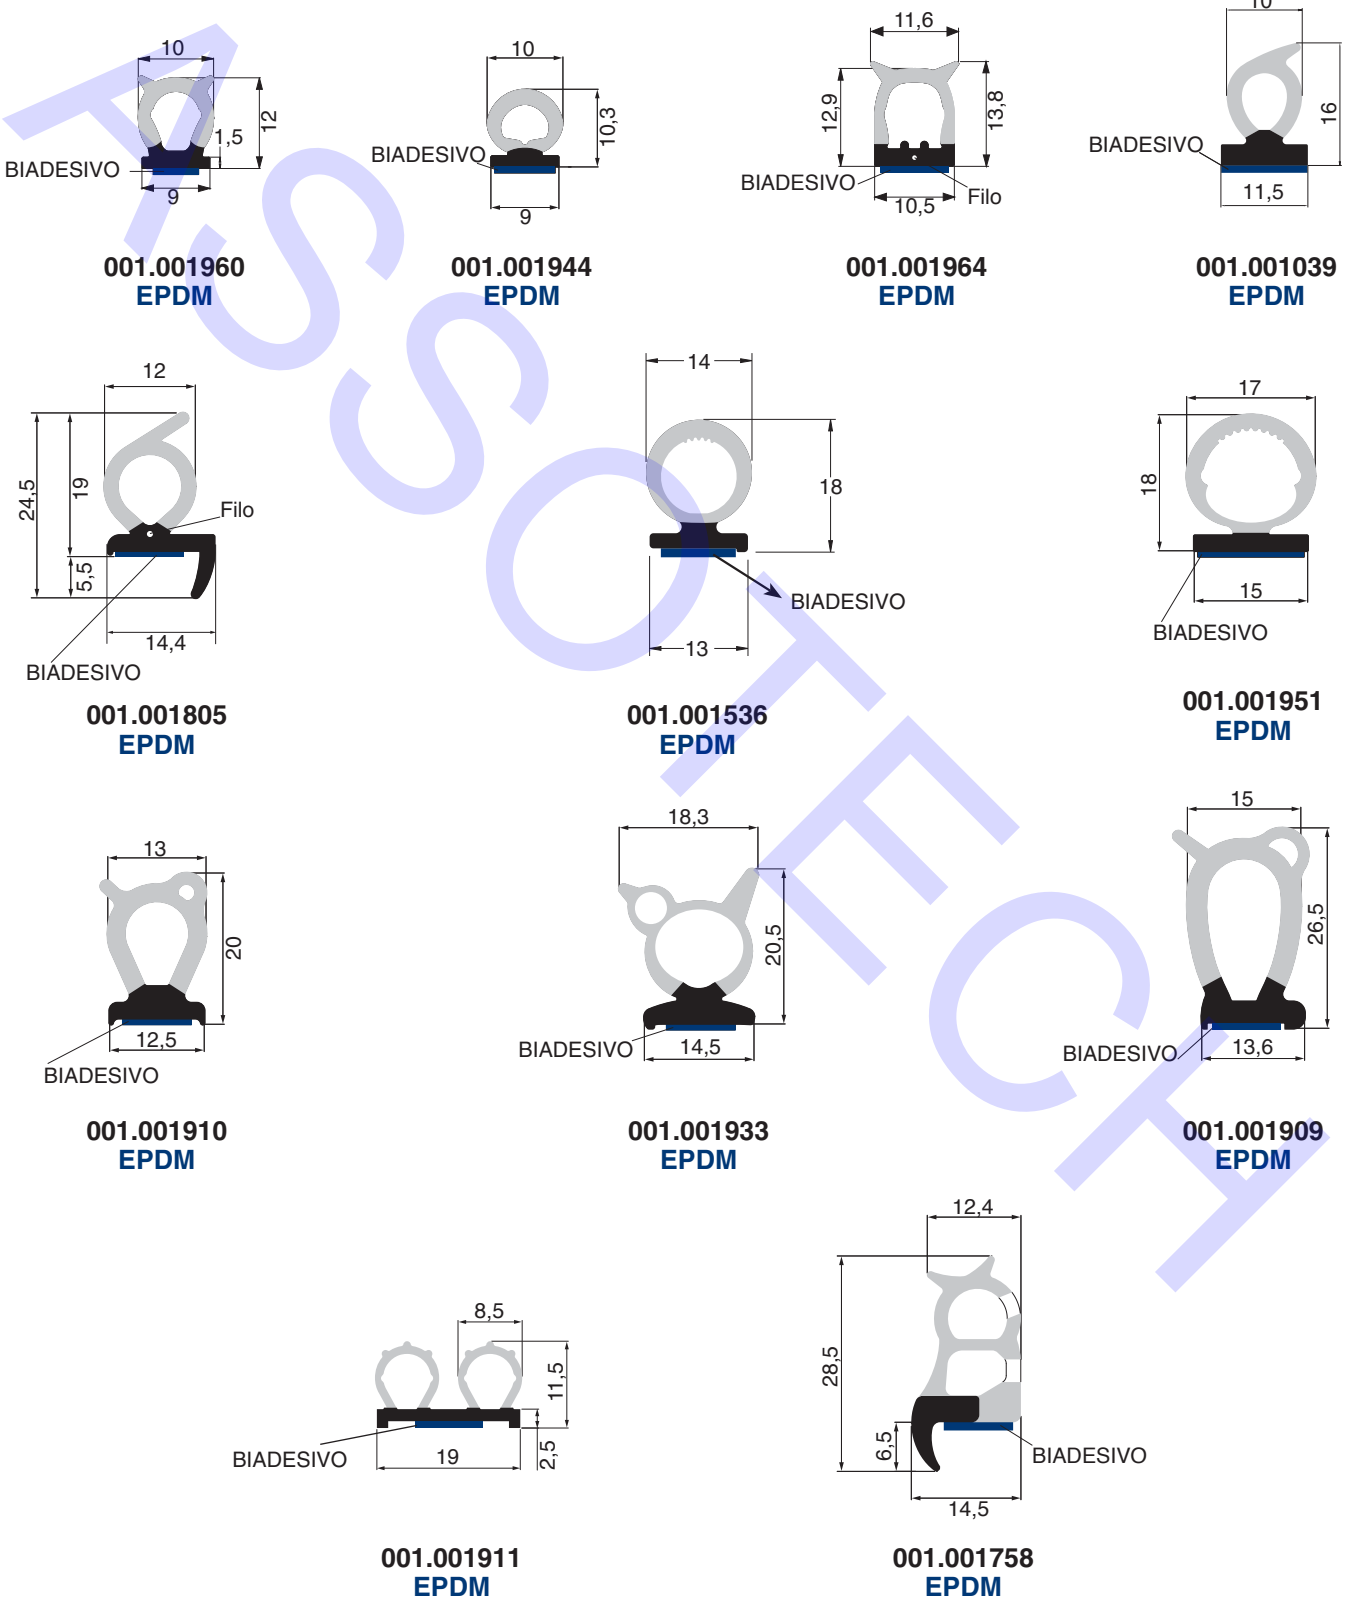 10
1,5
12
BIADESIVO
9
001.001960
EPDM
10
10,3
BIADESIVO
9
001.001944
EPDM
11,6
12,9
13,8
BIADESIVO
Filo
10,5
001.001964
EPDM
10
16
BIADESIVO
11,5
001.001039
EPDM
12
24,5
19
Filo
5,5
14,4
BIADESIVO
001.001805
EPDM
14
18
BIADESIVO
13
001.001536
EPDM
17
18
15
BIADESIVO
001.001951
EPDM
13
20
12,5
BIADESIVO
001.001910
EPDM
18,3
20,5
BIADESIVO
14,5
001.001933
EPDM
15
26,5
BIADESIVO
13,6
001.001909
EPDM
8,5
11,5
BIADESIVO
19
2,5
001.001911
EPDM
12,4
28,5
6,5
BIADESIVO
14,5
001.001758
EPDM
ASSOTECH